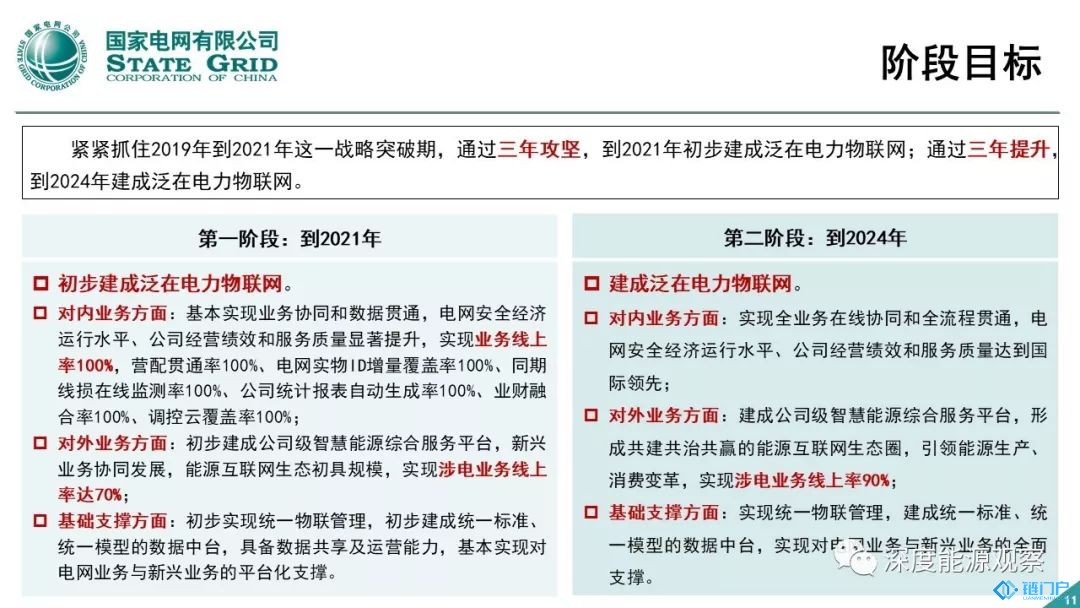 国家电网公司
STATE GRID CORPORATION OF CHINA
国家电网有限公司
STATE GRID
CORPORATION OF CHINA
阶段目标
紧紧抓住2019年到2021年这一战略突破期，通过三年攻坚，到2021年初步建成泛在电力物联网；通过三年提升，
到2024年建成泛在电力物联网。
第一阶段：到2021年
初步建成泛在电力物联网。
对内业务方面：基本实现业务协同和数据贯通，电网安全经济
运行水平、公司经营绩效和服务质量显著提升，实现业务线上
率100%，营配贯通率100%、电网实物ID增量覆盖率100%、同期
线损在线监测率100%、公司统计报表自动生成率100%、业财融
合率100%、调控云覆盖率100%；
对外业务方面：初步建成公司级智慧能源综合服务平台，新兴
业务协同发展，能源互联网生态初具规模，实现涉电业务线上
率达70%；
基础支撑方面：初步实现统一物联管理，初步建成统一标准、
统一模型的数据中台，具备数据共享及运营能力，基本实现对
电网业务与新兴业务的平台化支撑。
第二阶段：到2024年
建成泛在电力物联网。
对内业务方面：实现全业务在线协同和全流程贯通，电
网安全经济运行水平、公司经营绩效和服务质量达到国
际领先；
对外业务方面：建成公司级智慧能源综合服务平台，形
成共建共治共赢的能源互联网生态圈，引领能源生产、
消费变革，实现涉电业务线上率90%；
基础支撑方面：实现统一物联管理，建成统一标准、统
一模型的数据中台，实现对电网业务与新兴业务的全面
支撑。
深度能源观察
链门户
11